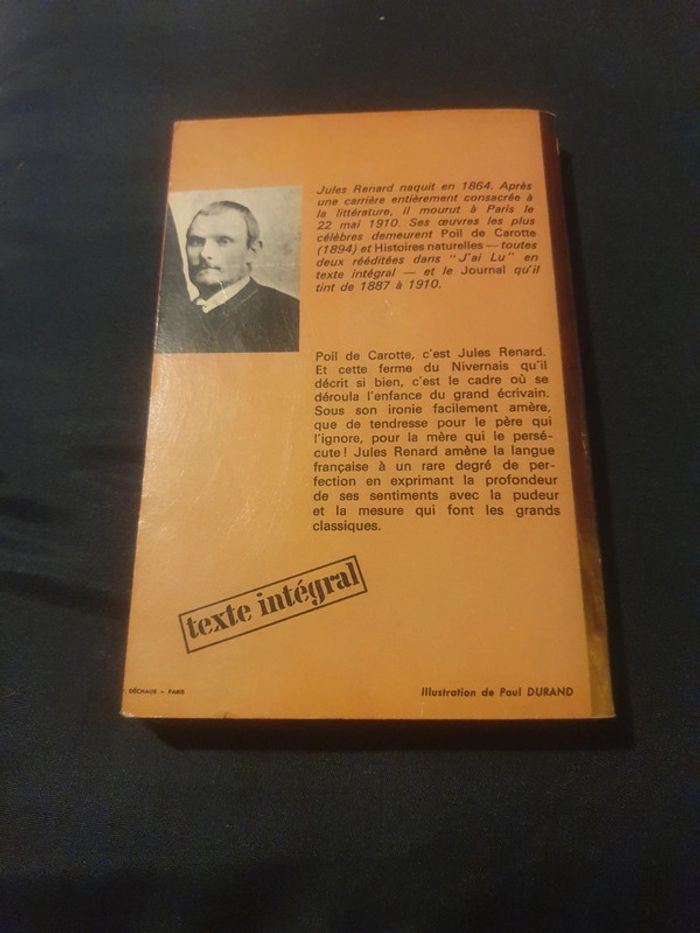 Jules Renard naquit en 1864. Après
une carrière entièrement consacrée à
la littérature, il mourut à Paris le
22 mai 1910. Ses œuvres les plus
célèbres demeurent Poil de Carotte
(1894) et Histoires naturelles — toutes
deux rééditées dans "J'ai Lu" en
texte intégral — et le Journal qu'il
tint de 1887 à 1910.
Poil de Carotte, c'est Jules Renard.
Et cette ferme du Nivernais qu'il
décrit si bien, c'est le cadre où se
déroula l'enfance du grand écrivain.
Sous son ironie facilement amère,
que de tendresse pour le père qui
l'ignore, pour la mère qui le persé-
cute ! Jules Renard amène la langue
française à un rare degré de per-
fection en exprimant la profondeur
de ses sentiments avec la pudeur
et la mesure qui font les grands
classiques.
texte intégral
DÉCHAUX - PARIS
Illustration de Paul DURAND